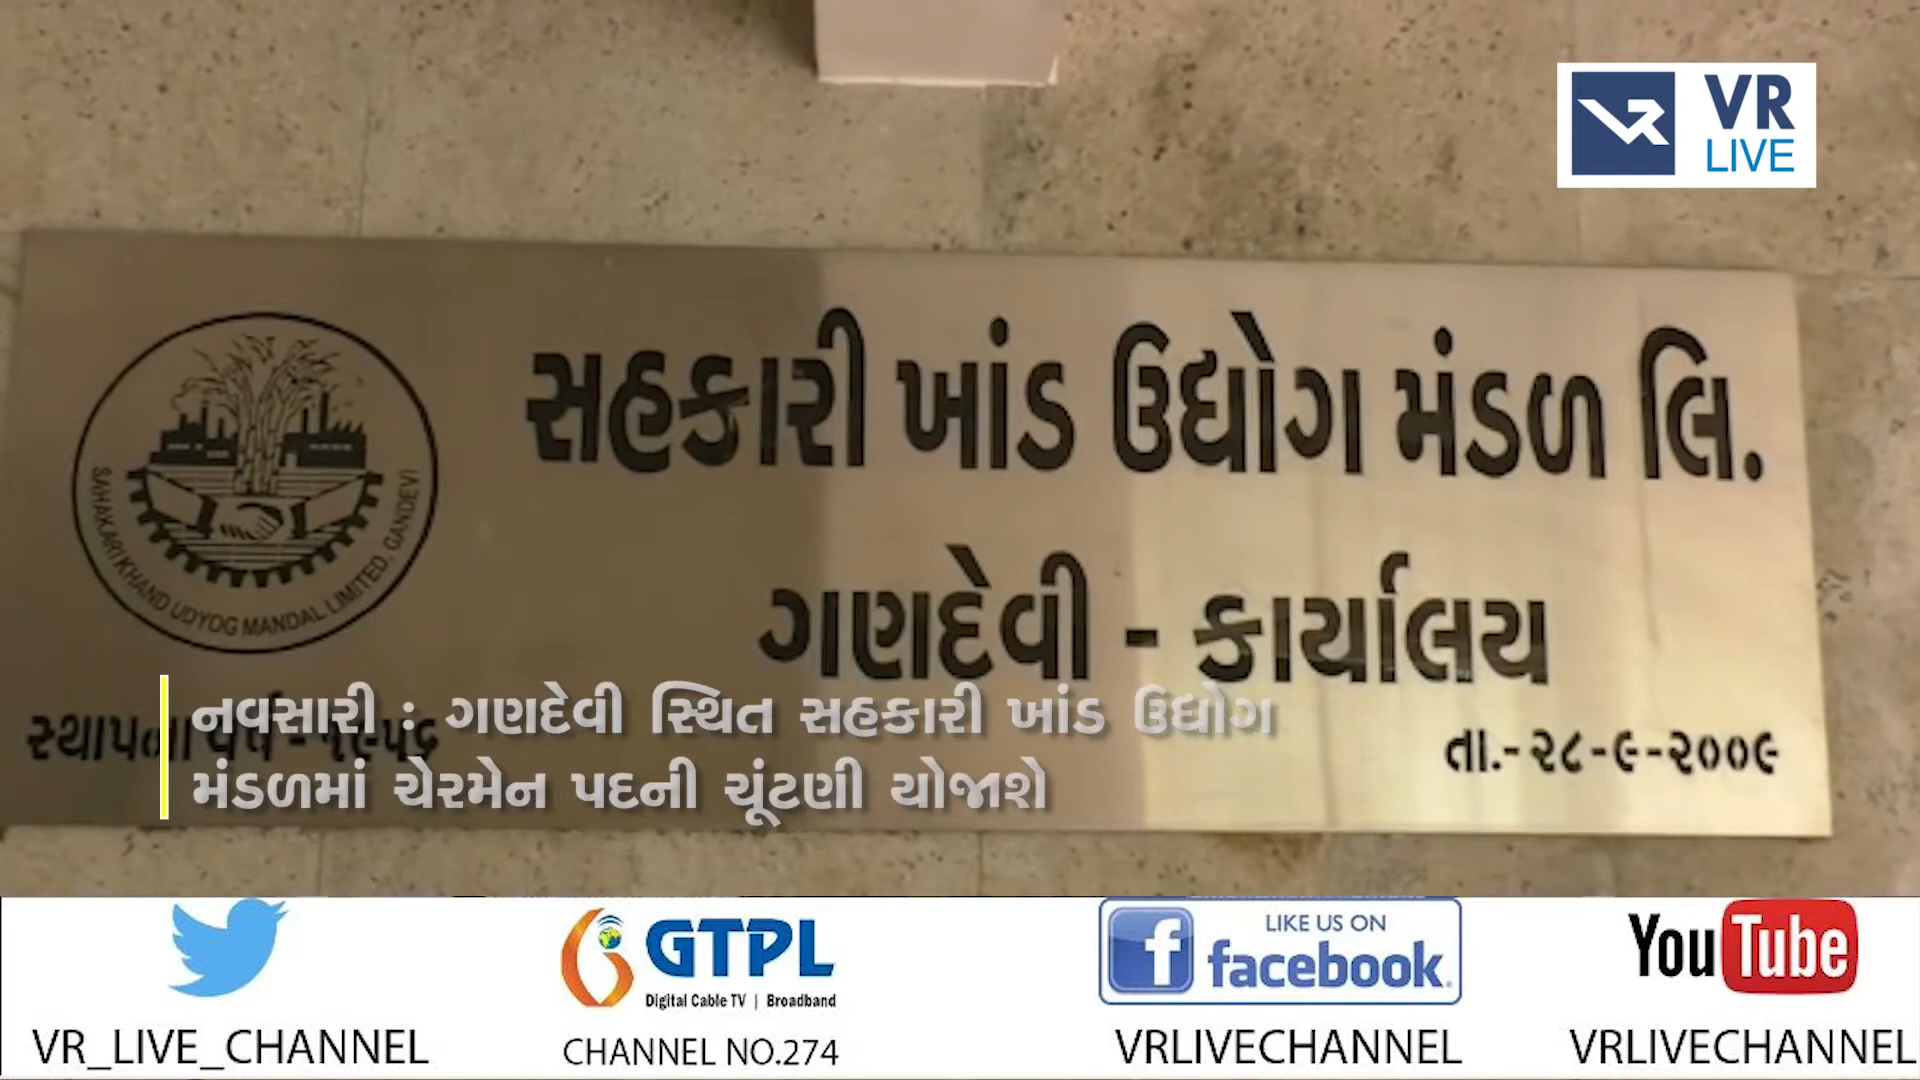 VR
LIVE
સહકારી ખાંડ ઉદ્યોગ મંડળ લિ.
SAHAKARI KHAND UDYOG MANDAL LIMITED, GANDEVI
ગણદેવી - કાર્યાલય
નવસારી : ગણદેવી સ્થિત સહકારી ખાંડ ઉદ્યોગ
મંડળમાં ચેરમેન પદની ચૂંટણી યોજાશે
તા.- ૨૮-૯-૨૦૦૯
GTPL
Digital Cable TV | Broadband
LIKE US ON
facebook.
YouTube
VR_LIVE_CHANNEL
CHANNEL NO.274
VRLIVECHANNEL
VRLIVECHANNEL